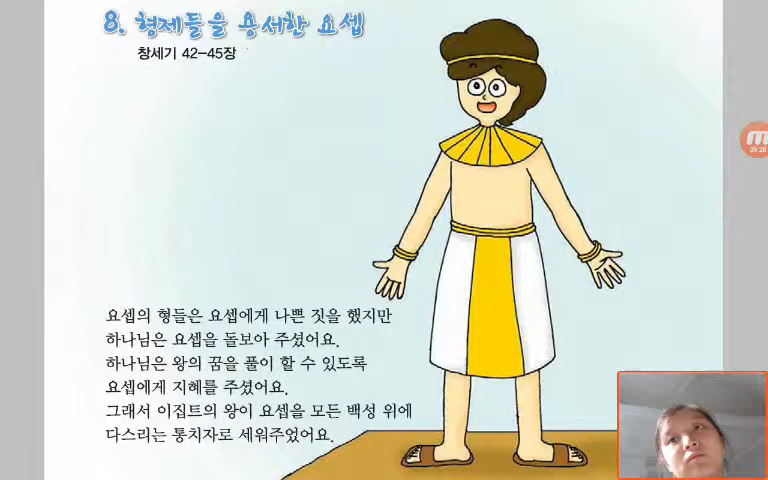 8. 형제들을 용서한 요셉
창세기 42-45장
요셉의 형들은 요셉에게 나쁜 짓을 했지만
하나님은 요셉을 돌보아 주셨어요.
하나님은 왕의 꿈을 풀이 할 수 있도록
요셉에게 지혜를 주셨어요.
그래서 이집트의 왕이 요셉을 모든 백성 위에
다스리는 통치자로 세워주었어요.
09:28